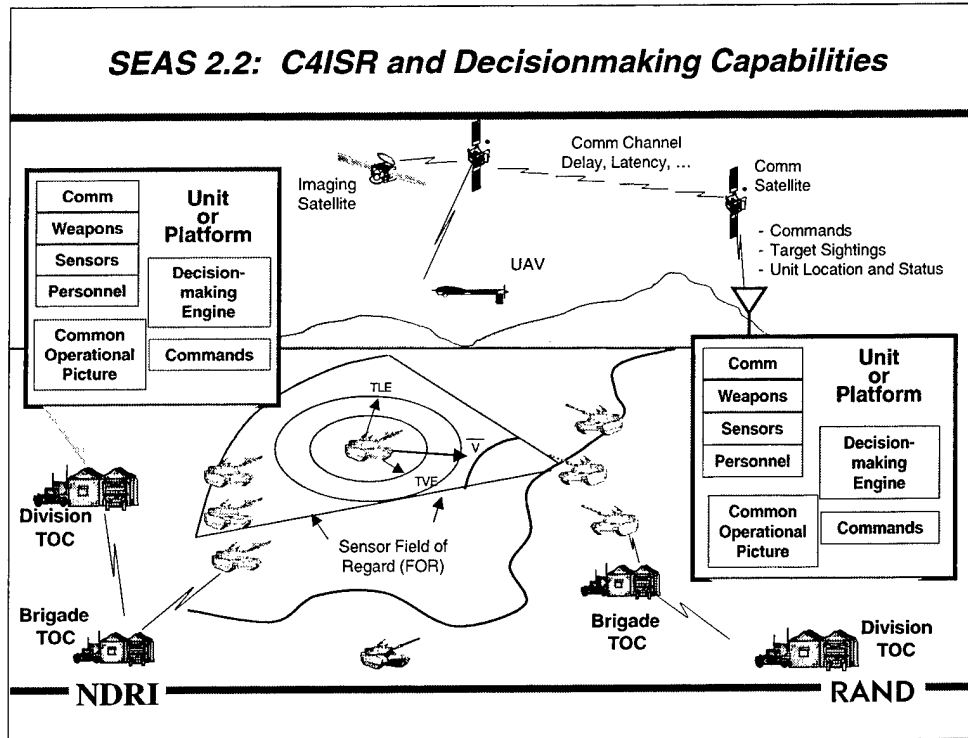 SEAS 2.2: C4ISR and Decisionmaking Capabilities
Comm Channel
Delay, Latency, ...
Imaging
Satellite
Comm
Satellite
- Commands
- Target Sightings
- Unit Location and Status
UAV
Comm
Weapons
Sensors
Personnel
Unit
or
Platform
Decision-
making
Engine
Common
Operational
Picture
Commands
TLE
V
TVE
Sensor Field of
Regard (FOR)
Comm
Weapons
Sensors
Personnel
Unit
or
Platform
Decision-
making
Engine
Common
Operational
Picture
Commands
Division
TOC
Brigade
TOC
Brigade
TOC
Division
TOC
NDRI
RAND